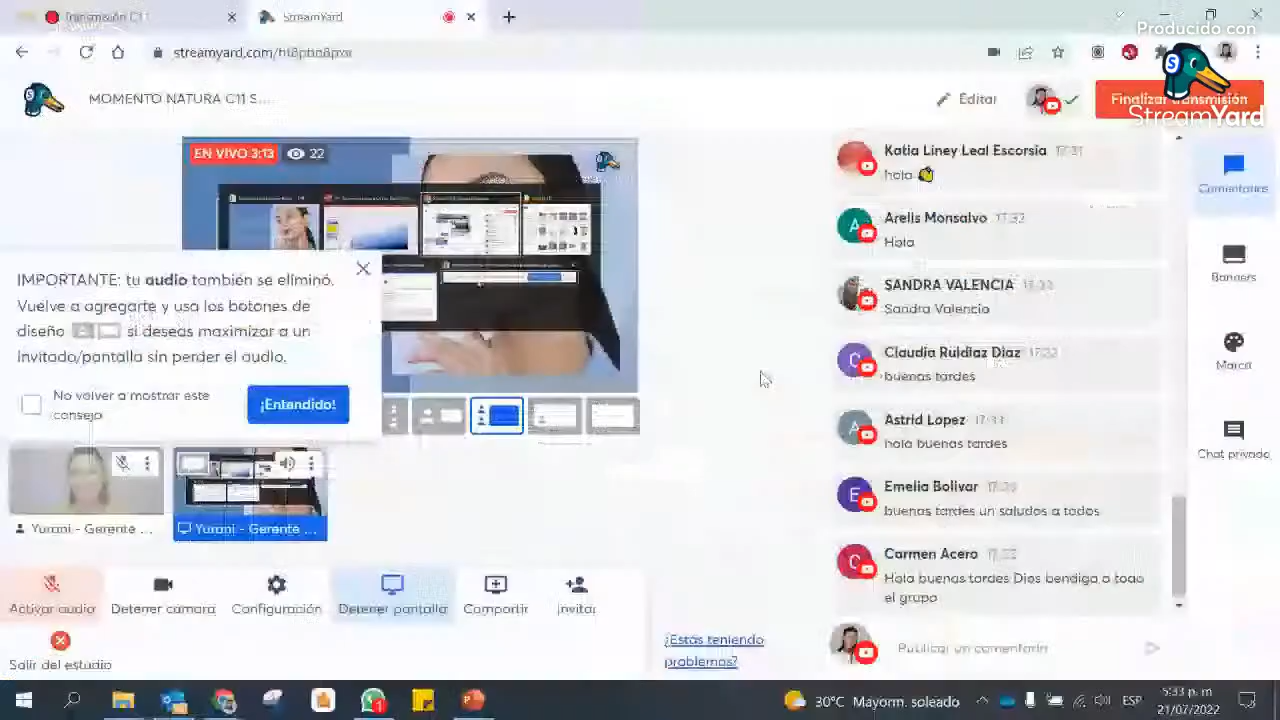 Transmisión C11
StreamYard
Producido con
StreamYard
MOMENTO NATURA C11 S...
Editar
Finalizar transmisión
EN VIVO 3:13
22
IMPORTANTE: tu audio también se eliminó.
Vuelve a agregarte y usa los botones de
diseño si deseas maximizar a un
invitado/pantalla sin perder el audio.
No volver a mostrar este
consejo
¡Entendido!
Yurani - Gerente ...
Yurani - Gerente ...
Activar audio
Detener cámara
Configuración
Detener pantalla
Compartir
Invitar
Salir del estudio
¿Estás teniendo
problemas?
Katia Liney Leal Escorsia 17:31
hola
Arelis Monsalvo 17:32
Hola
SANDRA VALENCIA
Sandra Valencia
Claudia Ruidiaz Diaz
buenas tardes
Astrid Lopez 17:33
hola buenas tardes
Emelia Bolivar
buenas tardes un saludos a todos
Carmen Acero
Hola buenas tardes Dios bendiga a todo
el grupo
Publicar un comentario
Comentarios
Banners
Marca
Chat privado
30°C Mayorm. soleado
ESP
5:33 p. m.
21/07/2022